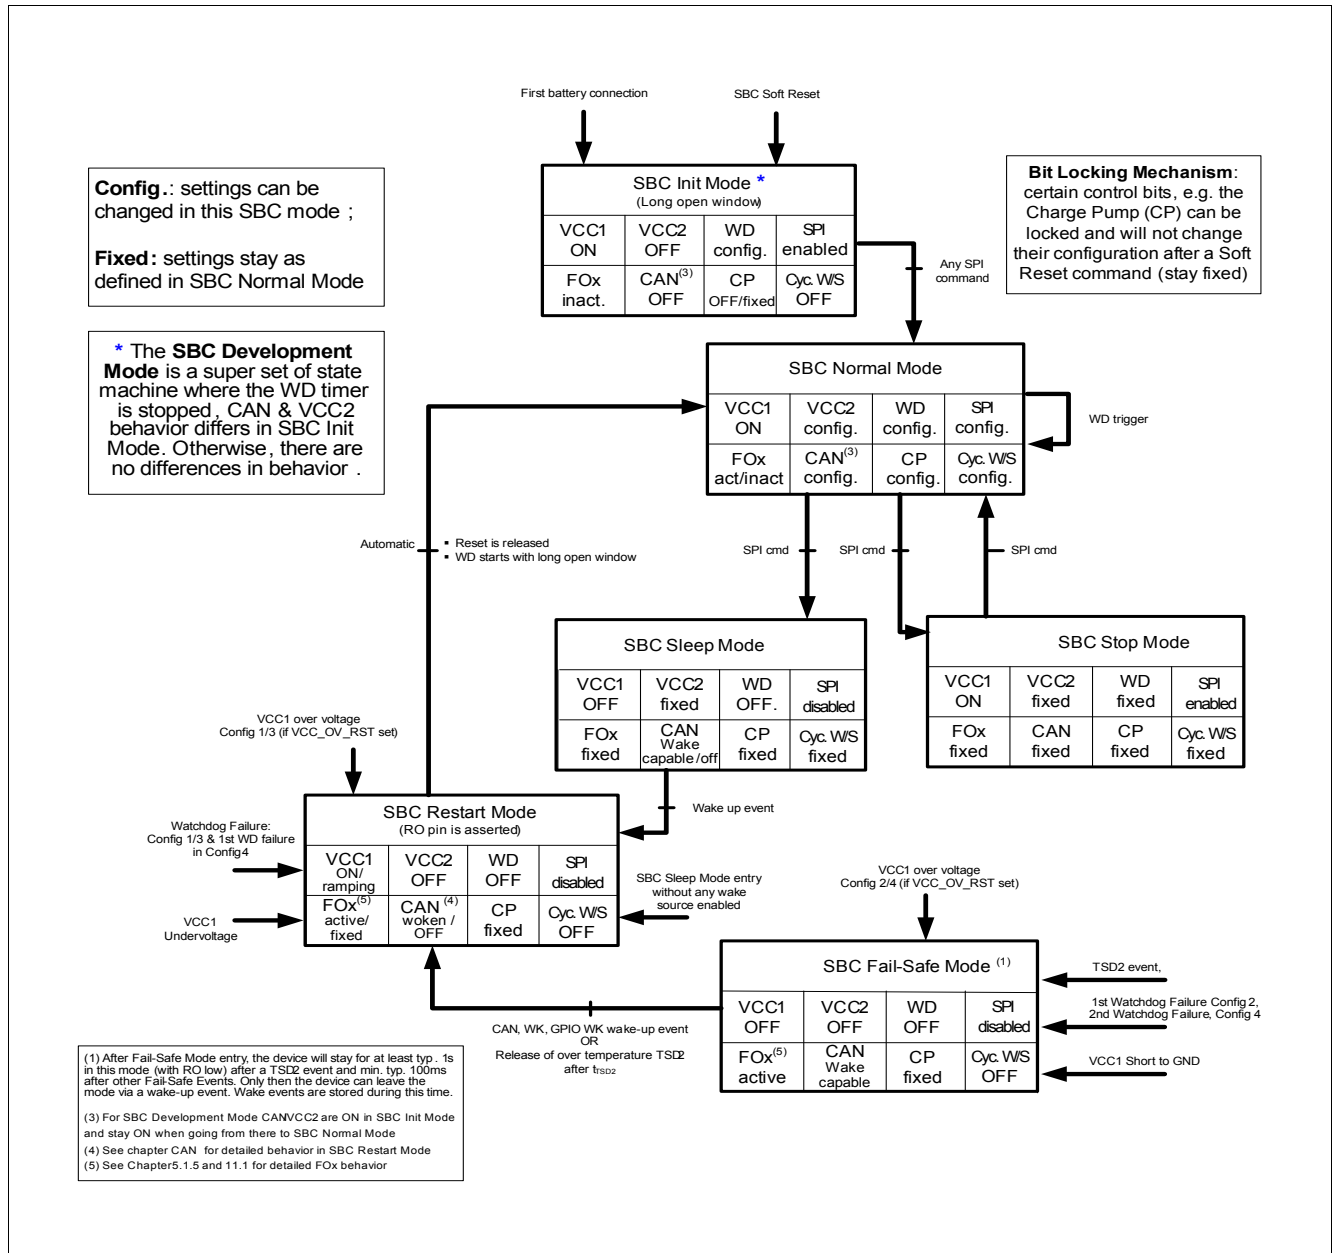 First battery connection
SBC Soft Reset
Config.: settings can be
changed in this SBC mode ;
Fixed: settings stay as
defined in SBC Normal Mode
* The SBC Development
Mode is a super set of state
machine where the WD timer
is stopped, CAN & VCC2
behavior differs in SBC Init
Mode. Otherwise, there are
no differences in behavior .
SBC Init Mode *
(Long open window)
VCC1
ON
VCC2
OFF
WD
config.
SPI
enabled
FOx
inact.
CAN(3)
OFF
CP
OFF/fixed
Cyc. W/S
OFF
Any SPI
command
Bit Locking Mechanism:
certain control bits, e.g. the
Charge Pump (CP) can be
locked and will not change
their configuration after a Soft
Reset command (stay fixed)
SBC Normal Mode
VCC1
ON
VCC2
config.
WD
config.
SPI
config.
FOx
act/inact
CAN(3)
config.
CP
config.
Cyc. W/S
config.
WD trigger
Automatic
▪ Reset is released
▪ WD starts with long open window
SPI cmd
SPI cmd
SPI cmd
SBC Sleep Mode
VCC1
OFF
VCC2
fixed
WD
OFF.
SPI
disabled
FOx
fixed
CAN
Wake
capable /off
CP
fixed
Cyc. W/S
fixed
SBC Stop Mode
VCC1
ON
VCC2
fixed
WD
fixed
SPI
enabled
FOx
fixed
CAN
fixed
CP
fixed
Cyc. W/S
fixed
VCC1 over voltage
Config 1/3 (if VCC_OV_RST set)
Wake up event
Watchdog Failure:
Config 1/3 & 1st WD failure
in Config4
VCC1
Undervoltage
SBC Restart Mode
(RO pin is asserted)
VCC1
ON/
ramping
VCC2
OFF
WD
OFF
SPI
disabled
FOx(5)
active/
fixed
CAN(4)
woken /
OFF
CP
fixed
Cyc. W/S
OFF
SBC Sleep Mode entry
without any wake
source enabled
VCC1 over voltage
Config 2/4 (if VCC_OV_RST set)
SBC Fail-Safe Mode (1)
VCC1
OFF
VCC2
OFF
WD
OFF
SPI
disabled
FOx(5)
active
CAN
Wake
capable
CP
fixed
Cyc. W/S
OFF
TSD2 event,
1st Watchdog Failure Config 2,
2nd Watchdog Failure, Config 4
VCC1 Short to GND
CAN, WK, GPIO WK wake-up event
OR
Release of over temperature TSD2
after tTSD2
(1) After Fail-Safe Mode entry, the device will stay for at least typ. 1s
in this mode (with RO low) after a TSD2 event and min. typ. 100ms
after other Fail-Safe Events. Only then the device can leave the
mode via a wake-up event. Wake events are stored during this time.
(3) For SBC Development Mode CAN/VCC2 are ON in SBC Init Mode
and stay ON when going from there to SBC Normal Mode
(4) See chapter CAN for detailed behavior in SBC Restart Mode
(5) See Chapter5.1.5 and 11.1 for detailed FOx behavior